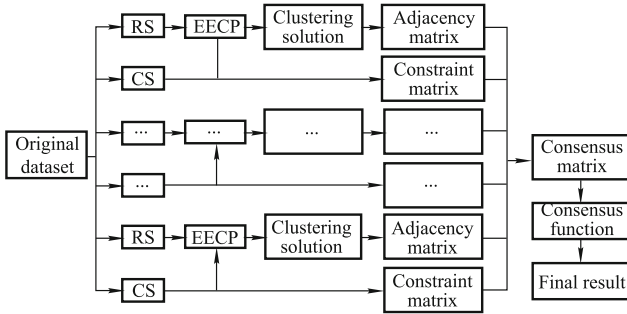 RS
EECP
Clustering
solution
Adjacency
matrix
CS
Constraint
matrix
...
...
...
...
Original
dataset
Consensus
matrix
...
...
Consensus
function
RS
EECP
Clustering
solution
Adjacency
matrix
Final result
CS
Constraint
matrix